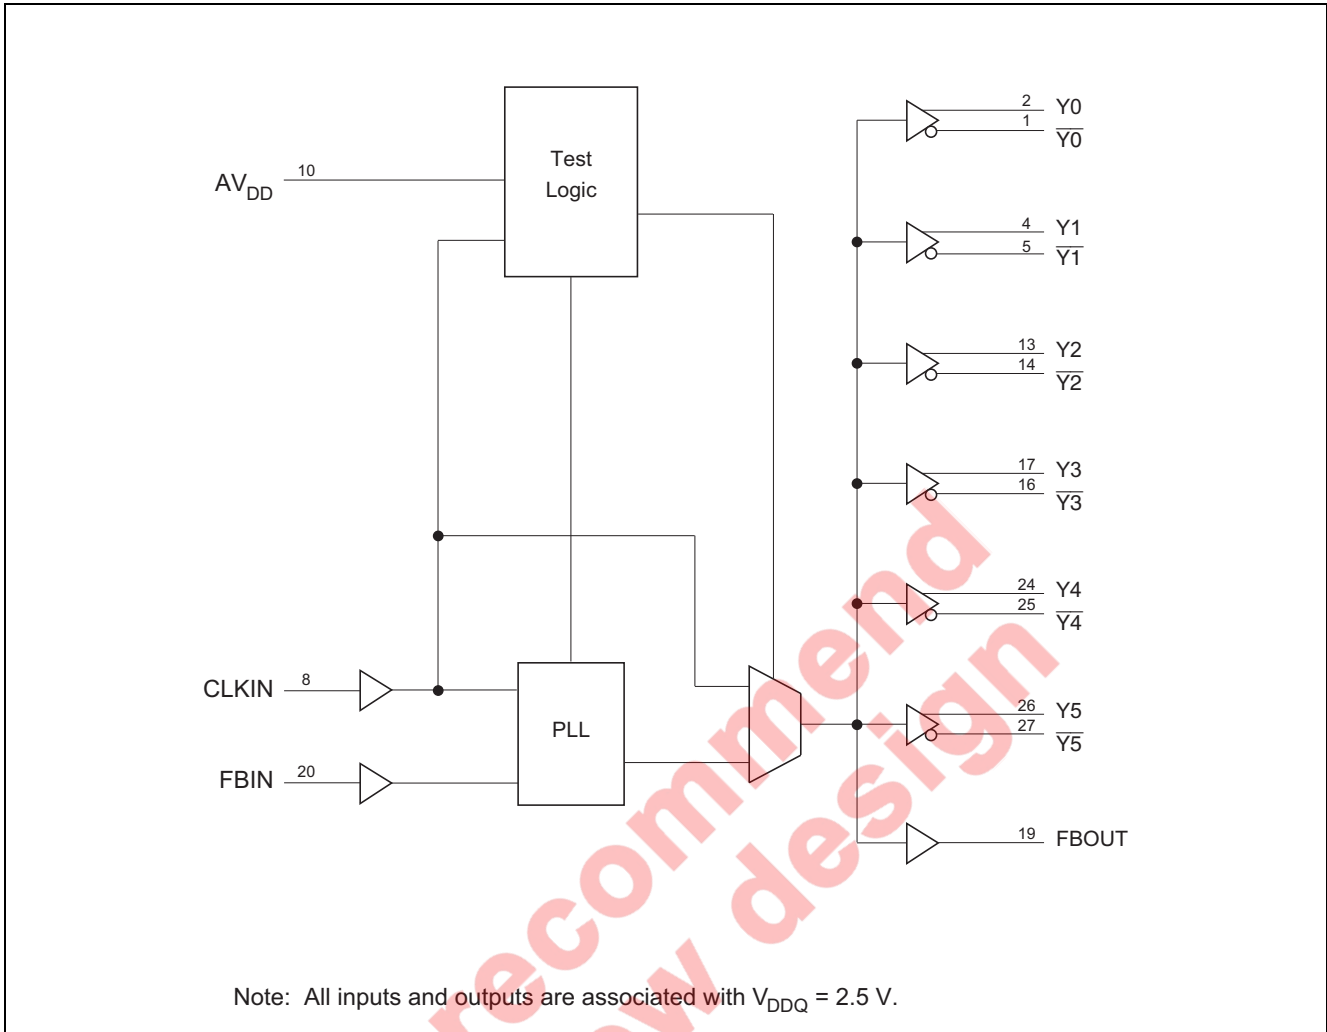 Test
Logic
AVDD 10
CLKIN 8
FBIN 20
PLL
2 Y0
1 Y0
4 Y1
5 Y1
13 Y2
14 Y2
17 Y3
16 Y3
24 Y4
25 Y4
26 Y5
27 Y5
19 FBOUT
recommend
ew design
Note: All inputs and outputs are associated with VDDQ = 2.5 V.